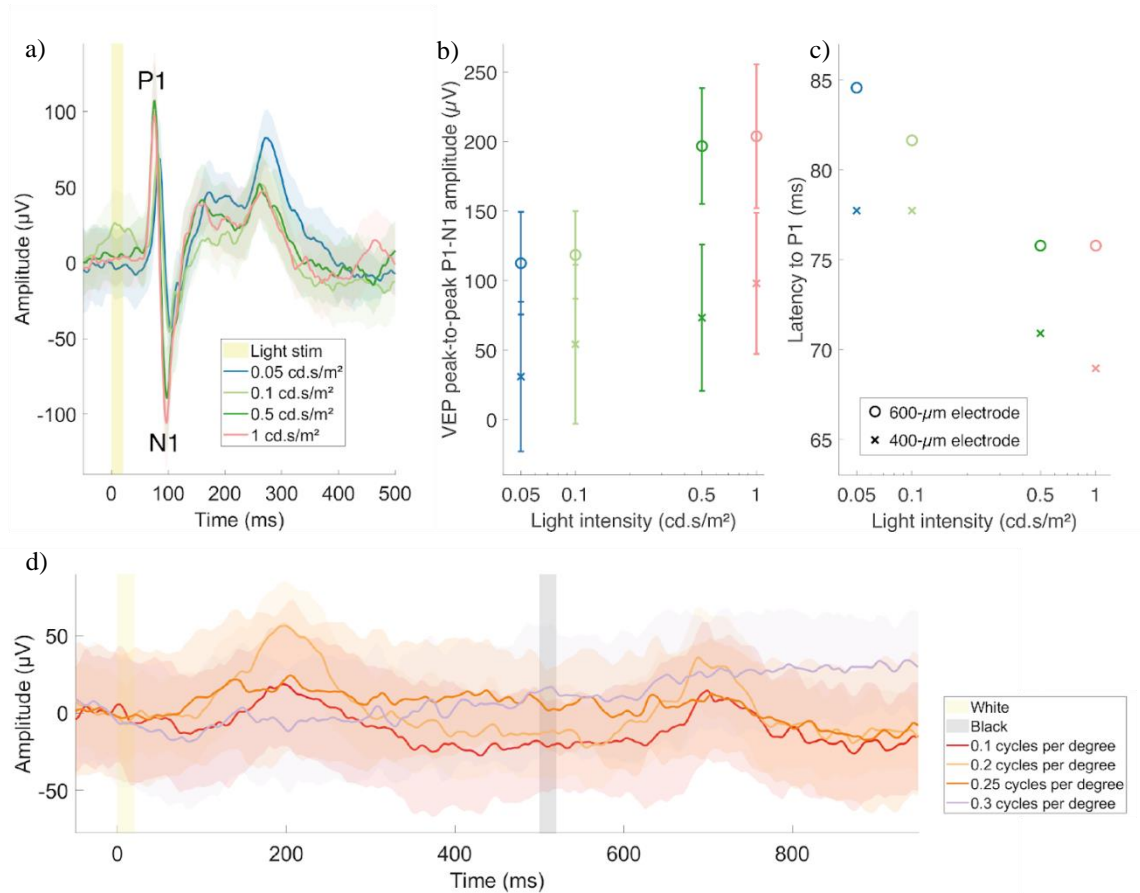 a)
P1
N1
100
50
0
-50
-100
Amplitude (µV)
Light stim
0.05 cd.s/m²
0.1 cd.s/m²
0.5 cd.s/m²
1 cd.s/m²
0 100 200 300 400 500
Time (ms)
b)
250
200
150
100
50
0
VEP peak-to-peak P1-N1 amplitude (µV)
0.05 0.1 0.5 1
Light intensity (cd.s/m²)
c)
85
80
75
70
65
Latency to P1 (ms)
600-µm electrode
400-µm electrode
0.05 0.1 0.5 1
Light intensity (cd.s/m²)
d)
50
0
-50
Amplitude (µV)
0 200 400 600 800
Time (ms)
White
Black
0.1 cycles per degree
0.2 cycles per degree
0.25 cycles per degree
0.3 cycles per degree